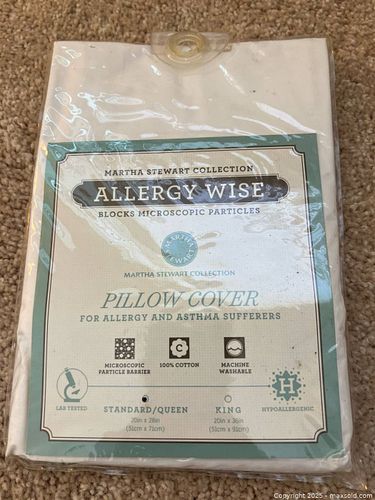 MARTHA STEWART COLLECTION
ALLERGY WISE
BLOCKS MICROSCOPIC PARTICLES
MARTHA
STEWART
MARTHA STEWART COLLECTION
PILLOW COVER
FOR ALLERGY AND ASTHMA SUFFERERS
MICROSCOPIC
PARTICLE BARRIER
C
100% COTTON
MACHINE
WASHABLE
LAB TESTED
STANDARD/QUEEN
20in x 28in
(51cm x 71cm)
KING
20in x 36in
(51cm x 91cm)
H
HYPOALLERGENIC
Copyright 2025 - maxsold.com